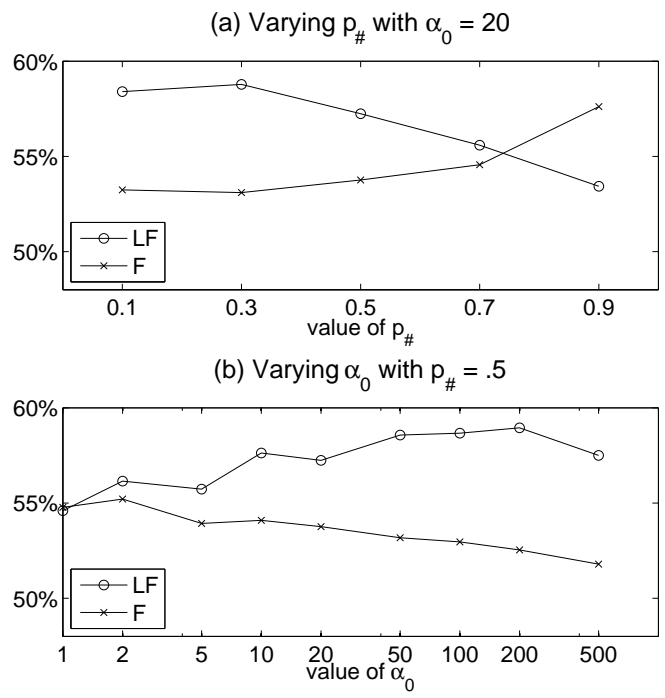 (a) Varying p# with α0 = 20
60%
55%
50%
LF
F
0.1 0.3 0.5 0.7 0.9
value of p#
(b) Varying α0 with p# = .5
60%
55%
50%
LF
F
1 2 5 10 20 50 100 200 500
value of α0